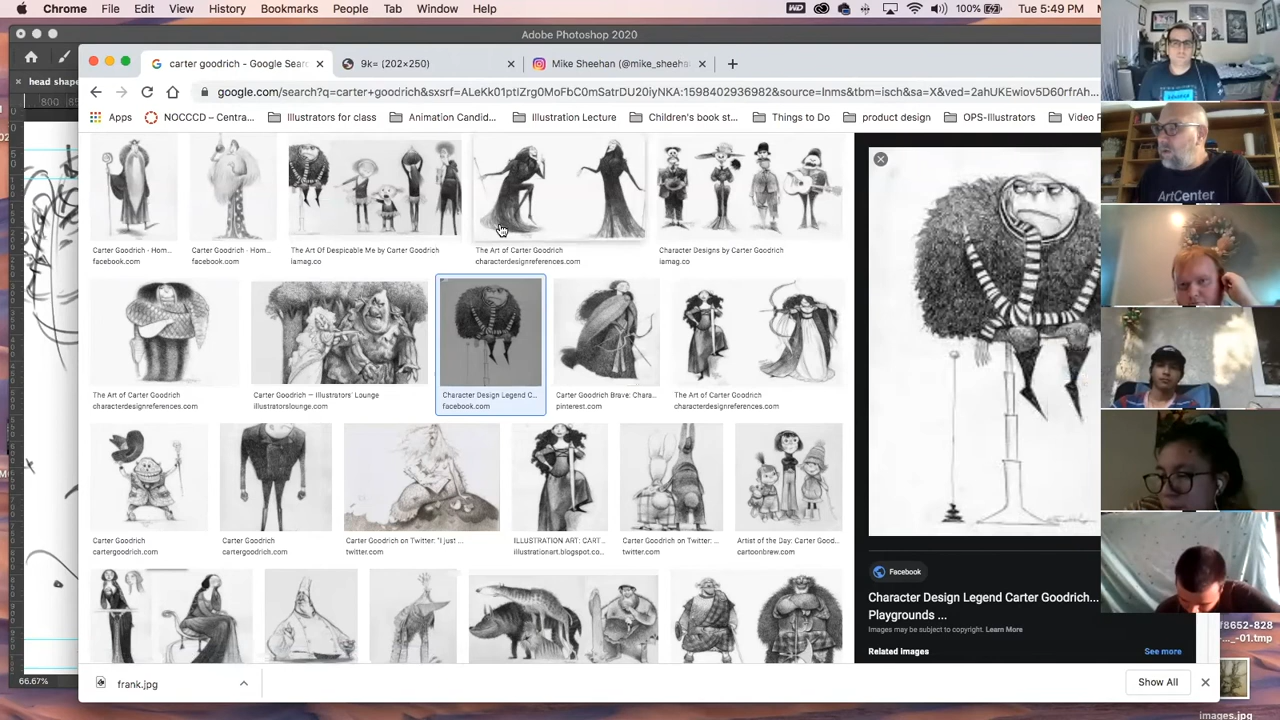 Chrome File Edit View History Bookmarks People Tab Window Help 100% Tue 5:49 PM
Adobe Photoshop 2020
carter goodrich - Google Sear
9k= (202×250)
Mike Sheehan (@mike_sheeha
head shape
google.com/search?q=carter+goodrich&sxsrf=ALeKk01ptIZrg0MoFbC0mSatrDU20iyNKA:1598402936982&source=lnms&tbm=isch&sa=X&ved=2ahUKEwiov5D60frAh...
Apps NOCCCD – Centra... Illustrators for class Animation Candid... Illustration Lecture Children's book st... Things to Do product design OPS-Illustrators Video
800
ArtCenter
Carter Goodrich - Hom...
facebook.com
Carter Goodrich - Hom...
facebook.com
The Art Of Despicable Me by Carter Goodrich
iamag.co
The Art of Carter Goodrich
characterdesignreferences.com
Character Designs by Carter Goodrich
iamag.co
The Art of Carter Goodrich
characterdesignreferences.com
Carter Goodrich — Illustrators' Lounge
illustratorslounge.com
Character Design Legend C...
facebook.com
Carter Goodrich Brave: Chara...
pinterest.com
The Art of Carter Goodrich
characterdesignreferences.com
Carter Goodrich
cartergoodrich.com
Carter Goodrich
cartergoodrich.com
Carter Goodrich on Twitter: "I just ...
twitter.com
ILLUSTRATION ART: CART...
illustrationart.blogspot.co...
Carter Goodrich on Twitter: ...
twitter.com
Artist of the Day: Carter Good...
cartoonbrew.com
Facebook
Character Design Legend Carter Goodrich...
Playgrounds ...
Images may be subject to copyright. Learn More
Related Images See more
f8652-828
_-01.tmp
66.67%
frank.jpg
Show All
images.jpg